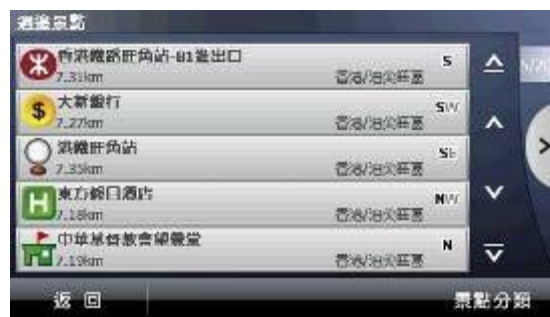 週邊景點
香港鐵路旺角站-B1進出口
S
7.31km
香港/油尖旺區
大新銀行
SW
7.27km
香港/油尖旺區
港鐵旺角站
SE
7.35km
香港/油尖旺區
東方假日酒店
NW
7.18km
香港/油尖旺區
中華基督教會望覺堂
N
7.19km
香港/油尖旺區
返回
景點分類